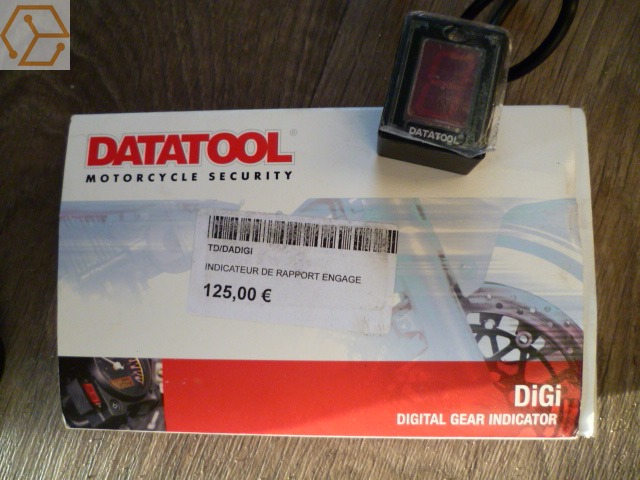 DATATOOL
DATATOOL®
MOTORCYCLE SECURITY
TD/DADIGI
INDICATEUR DE RAPPORT ENGAGE
125,00 €
DiGi
DIGITAL GEAR INDICATOR